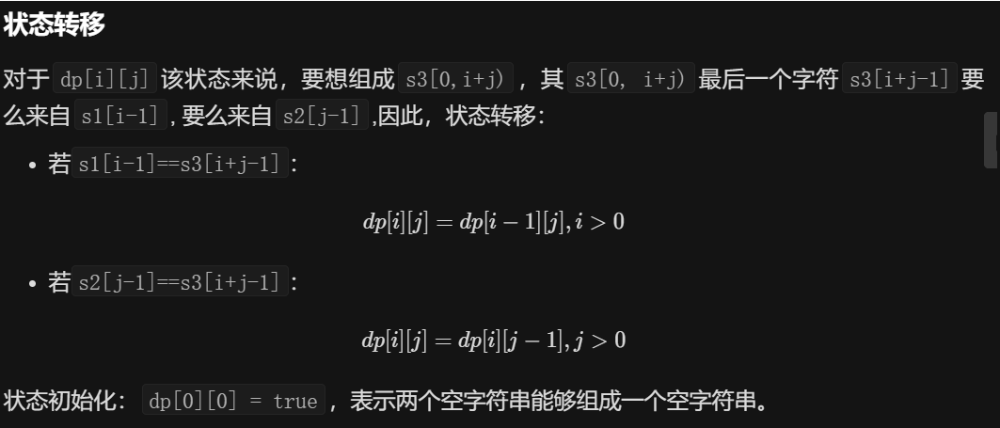 状态转移
对于 dp[i][j] 该状态来说，要想组成 s3[0,i+j) ，其 s3[0, i+j) 最后一个字符 s3[i+j-1] 要
么来自 s1[i-1] , 要么来自 s2[j-1] ,因此，状态转移：
• 若 s1[i-1]==s3[i+j-1] ：
dp[i][j] = dp[i − 1][j], i > 0
• 若 s2[j-1]==s3[i+j-1] ：
dp[i][j] = dp[i][j − 1], j > 0
状态初始化： dp[0][0] = true ，表示两个空字符串能够组成一个空字符串。